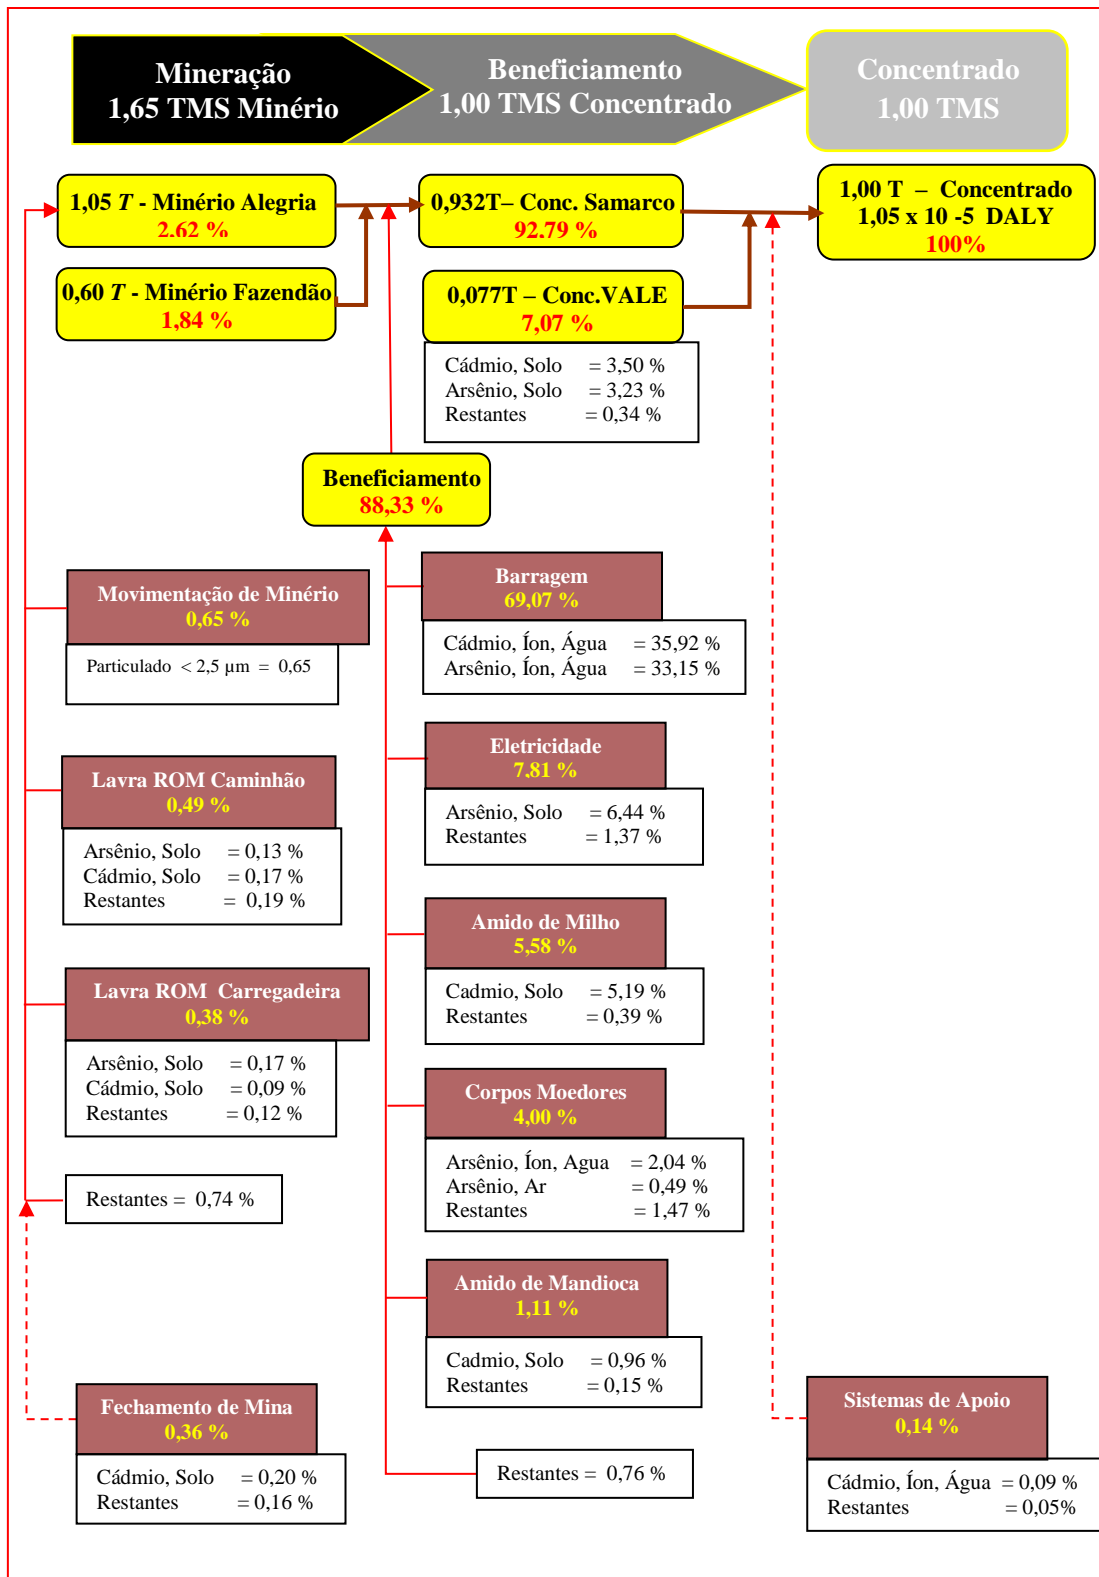 Mineração
1,65 TMS Minério
Beneficiamento
1,00 TMS Concentrado
Concentrado
1,00 TMS
1,05 T - Minério Alegria
2,62 %
0,932T– Conc. Samarco
92,79 %
1,00 T – Concentrado
1,05 x 10 -5 DALY
100%
0,60 T - Minério Fazendão
1,84 %
0,077T – Conc.VALE
7,07 %
Cádmio, Solo = 3,50 %
Arsênio, Solo = 3,23 %
Restantes = 0,34 %
Beneficiamento
88,33 %
Movimentação de Minério
0,65 %
Particulado < 2,5 µm = 0,65
Lavra ROM Caminhão
0,49 %
Arsênio, Solo = 0,13 %
Cádmio, Solo = 0,17 %
Restantes = 0,19 %
Lavra ROM Carregadeira
0,38 %
Arsênio, Solo = 0,17 %
Cádmio, Solo = 0,09 %
Restantes = 0,12 %
Restantes = 0,74 %
Fechamento de Mina
0,36 %
Cádmio, Solo = 0,20 %
Restantes = 0,16 %
Barragem
69,07 %
Cádmio, Íon, Água = 35,92 %
Arsênio, Íon, Água = 33,15 %
Eletricidade
7,81 %
Arsênio, Solo = 6,44 %
Restantes = 1,37 %
Amido de Milho
5,58 %
Cadmio, Solo = 5,19 %
Restantes = 0,39 %
Corpos Moedores
4,00 %
Arsênio, Íon, Agua = 2,04 %
Arsênio, Ar = 0,49 %
Restantes = 1,47 %
Amido de Mandioca
1,11 %
Cadmio, Solo = 0,96 %
Restantes = 0,15 %
Restantes = 0,76 %
Sistemas de Apoio
0,14 %
Cádmio, Íon, Água = 0,09 %
Restantes = 0,05%